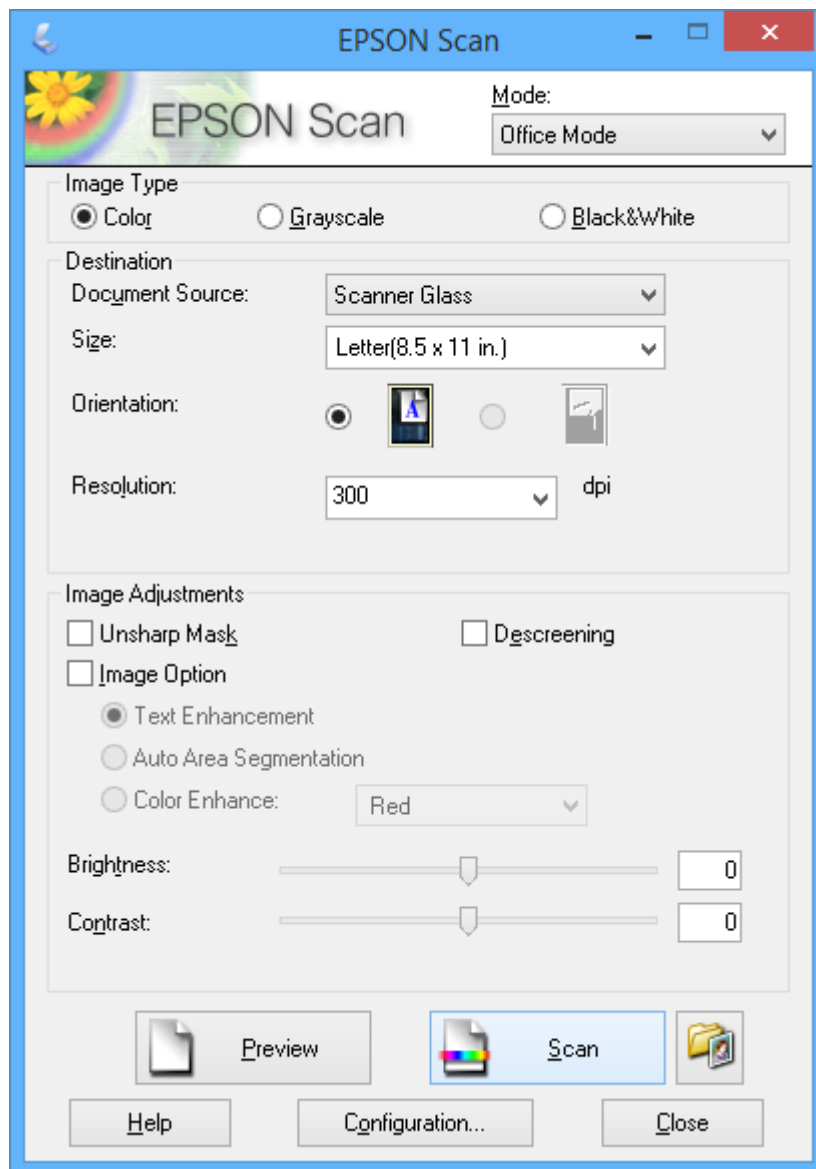 EPSON Scan
EPSON Scan
Mode:
Office Mode
Image Type
Color Grayscale Black&White
Destination
Document Source: Scanner Glass
Size: Letter(8.5 x 11 in.)
Orientation: A
Resolution: 300 dpi
Image Adjustments
Unsharp Mask Descreening
Image Option
Text Enhancement
Auto Area Segmentation
Color Enhance: Red
Brightness: 0
Contrast: 0
Preview Scan
Help Configuration... Close